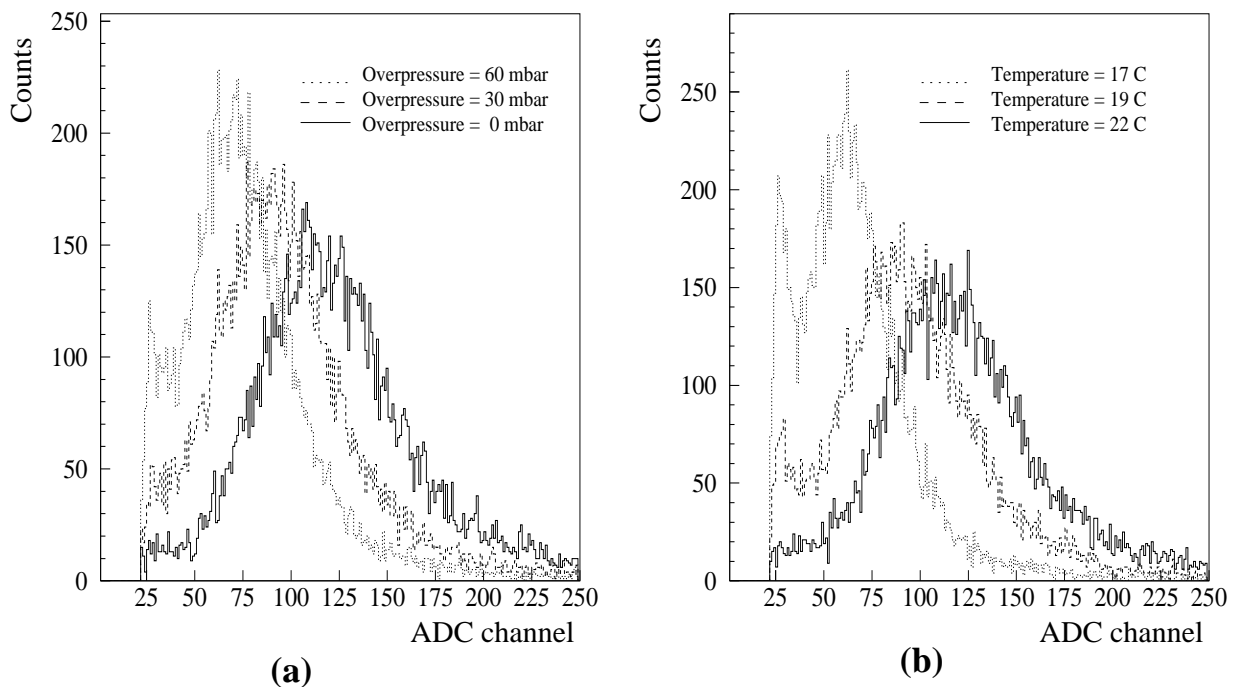 Counts
250
200
150
100
50
0
Overpressure = 60 mbar
Overpressure = 30 mbar
Overpressure = 0 mbar
25 50 75 100 125 150 175 200 225 250
ADC channel
(a)
Counts
250
200
150
100
50
0
Temperature = 17 C
Temperature = 19 C
Temperature = 22 C
25 50 75 100 125 150 175 200 225 250
ADC channel
(b)